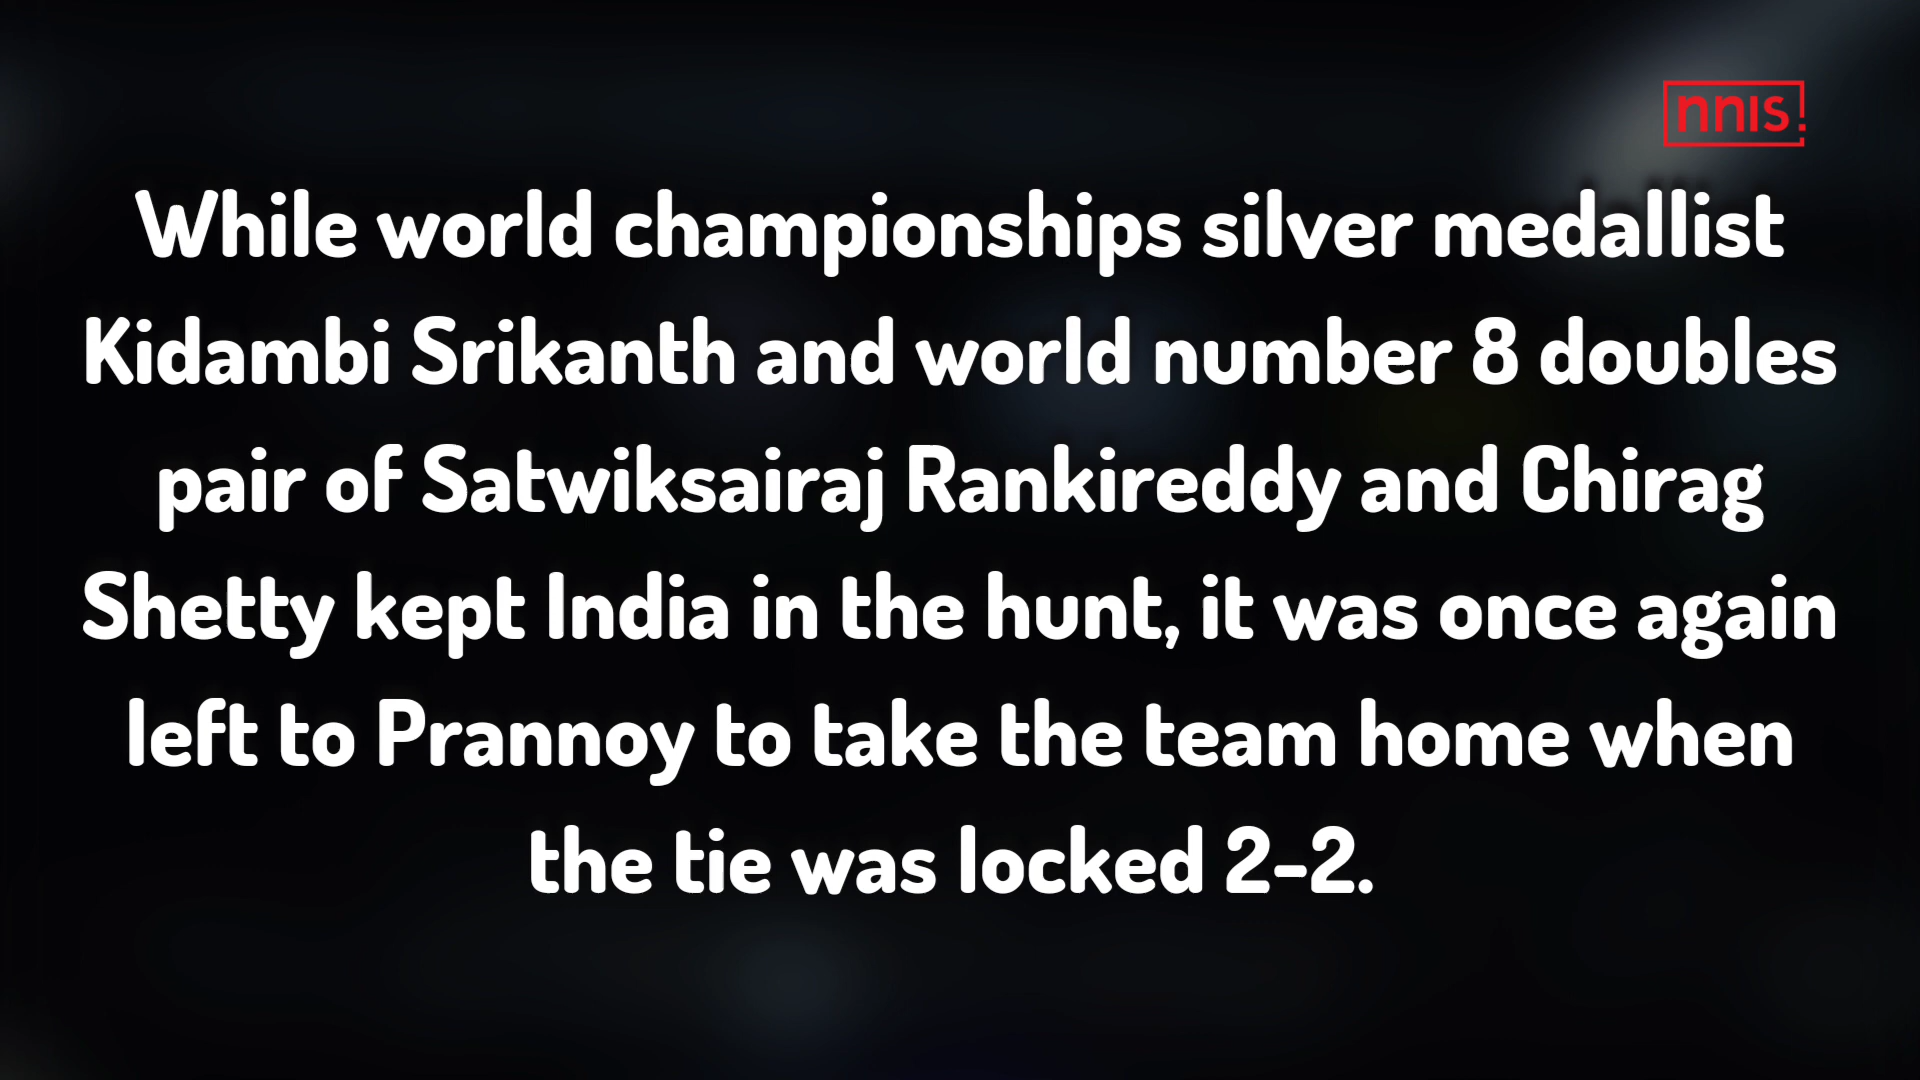 nnis!
While world championships silver medallist
Kidambi Srikanth and world number 8 doubles
pair of Satwiksairaj Rankireddy and Chirag
Shetty kept India in the hunt, it was once again
left to Prannoy to take the team home when
the tie was locked 2-2.